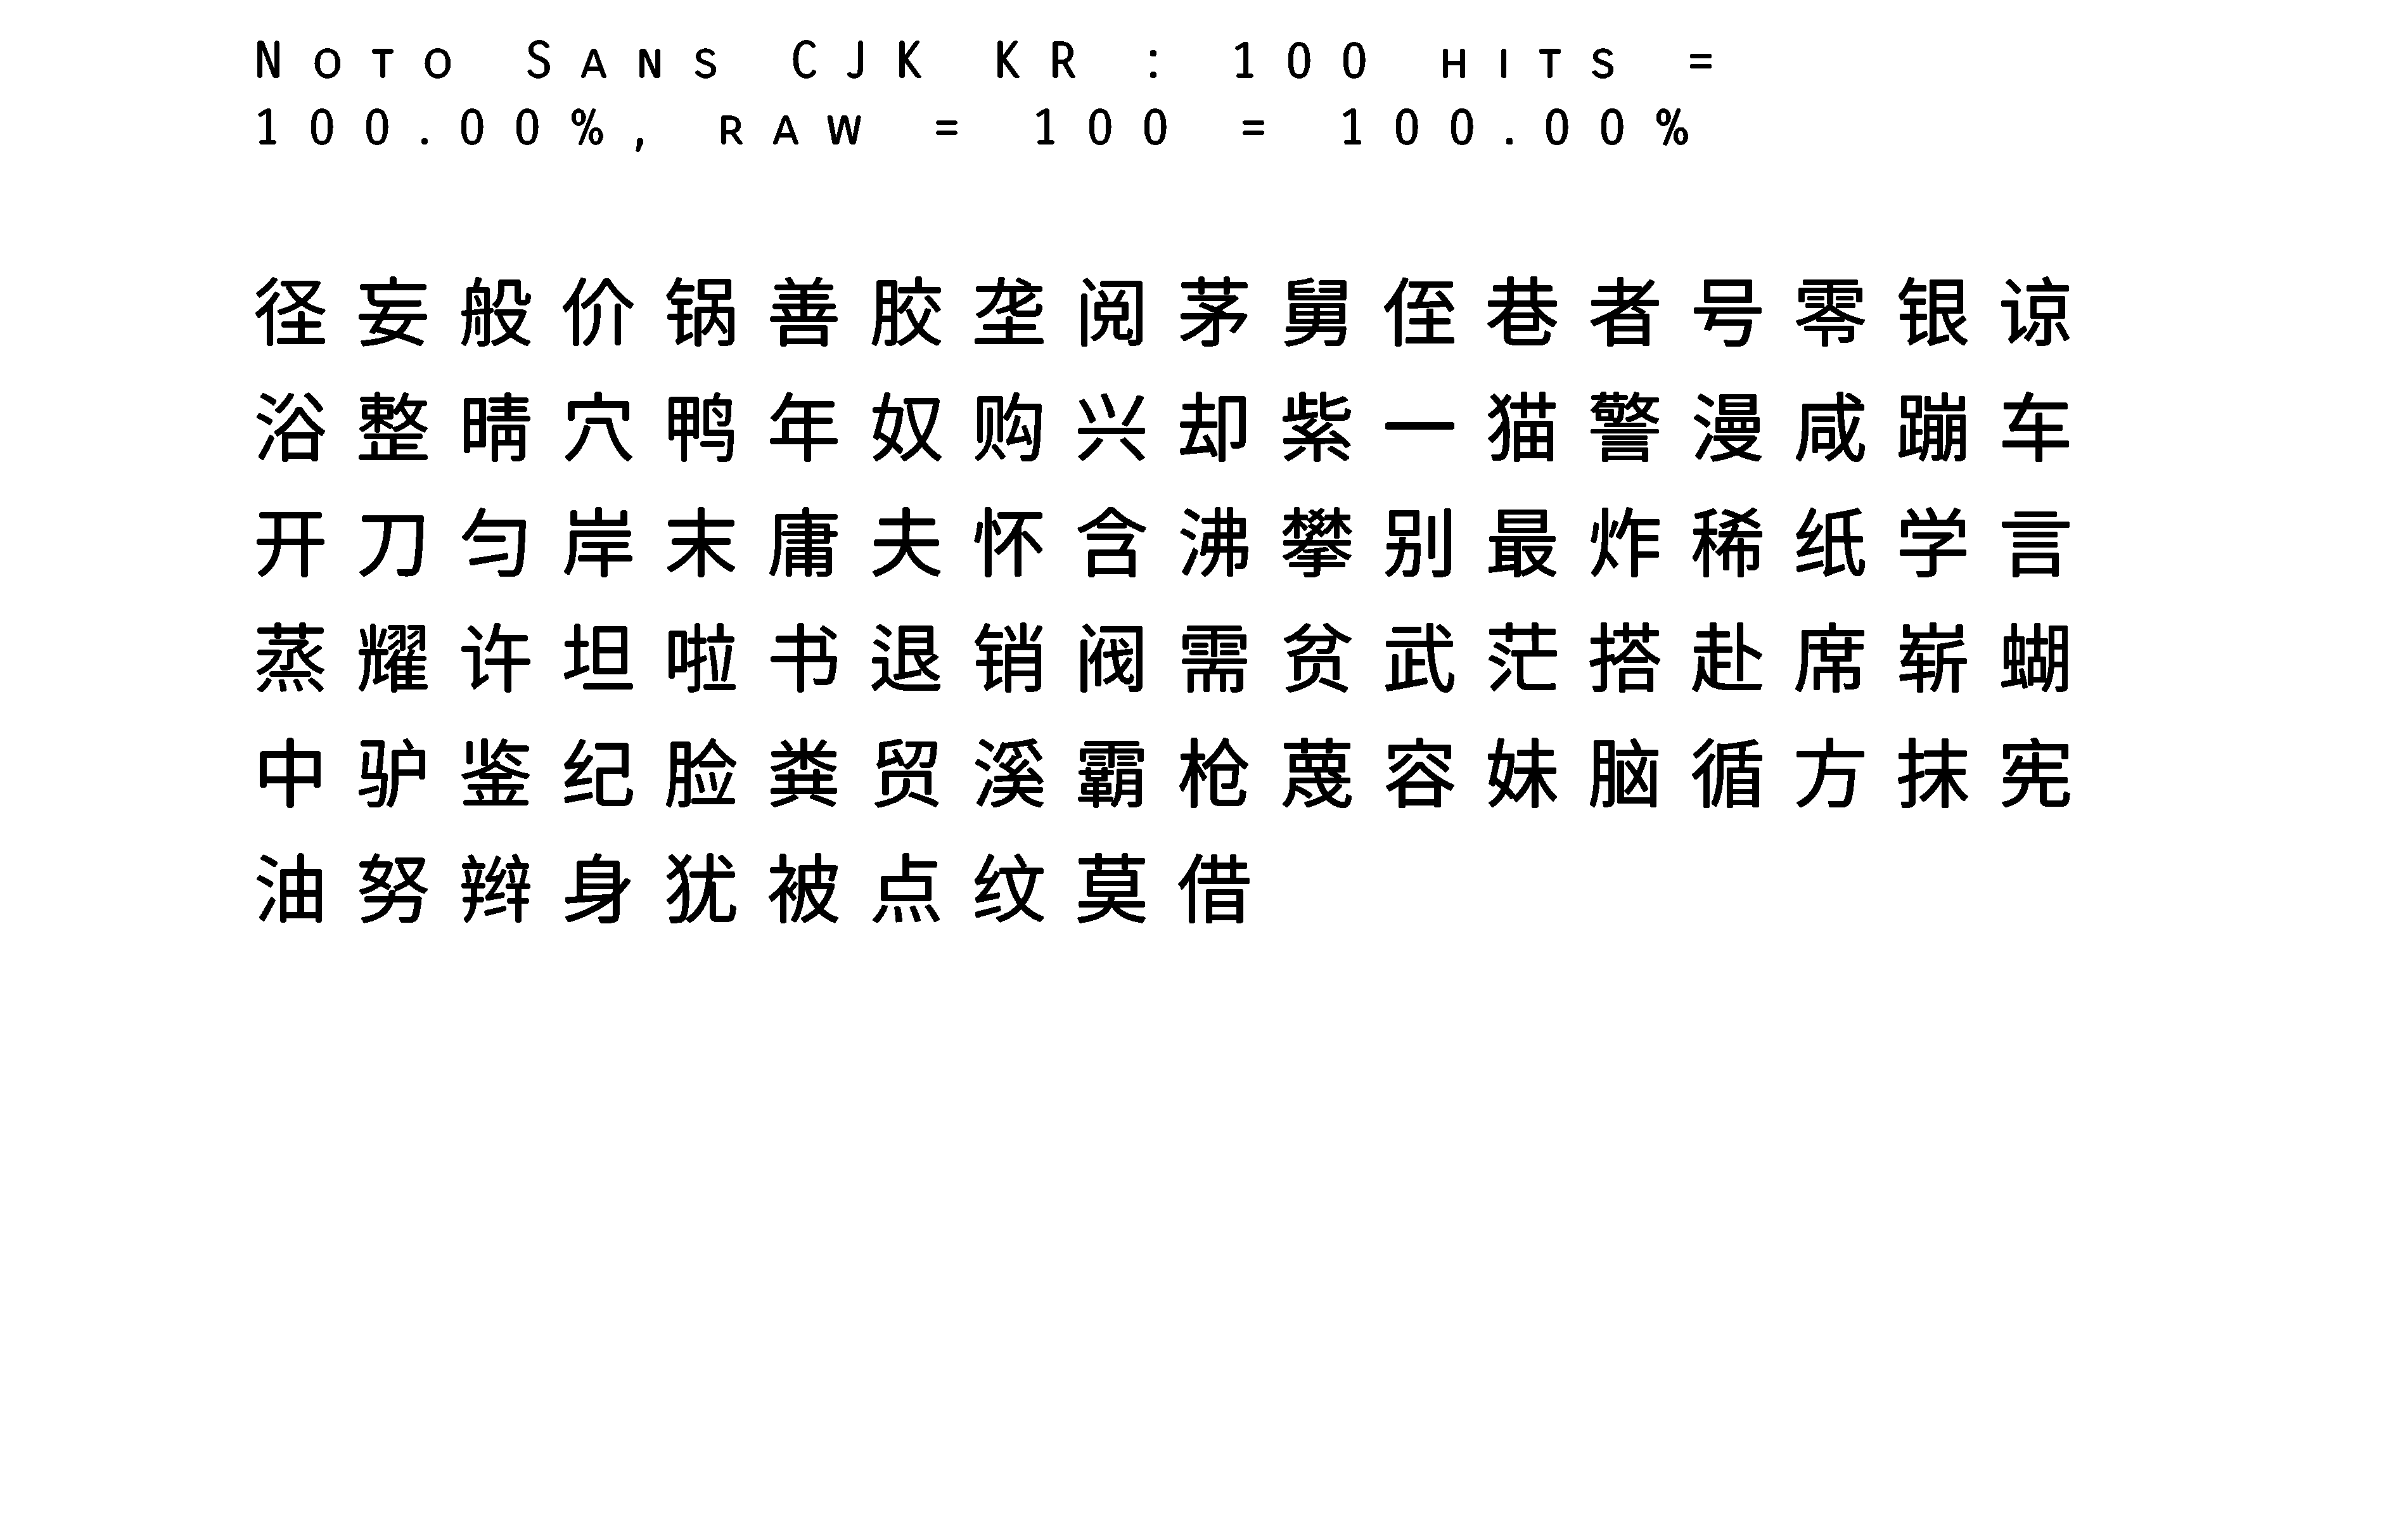 Noto Sans CJK KR : 100 hits =
100.00%, raw = 100 = 100.00%
径妄般价锅善胶垄阅茅舅侄巷者号零银谅
浴整晴穴鸭年奴购兴却紫一猫警漫咸蹦车
开刀匀岸末庸夫怀含沸攀别最炸稀纸学言
蒸耀许坦啦书退销阀需贫武茫搭赴席崭蝴
中驴鉴纪脸粪贸溪霸枪蔑容妹脑循方抹宪
油努辫身犹被点纹莫借